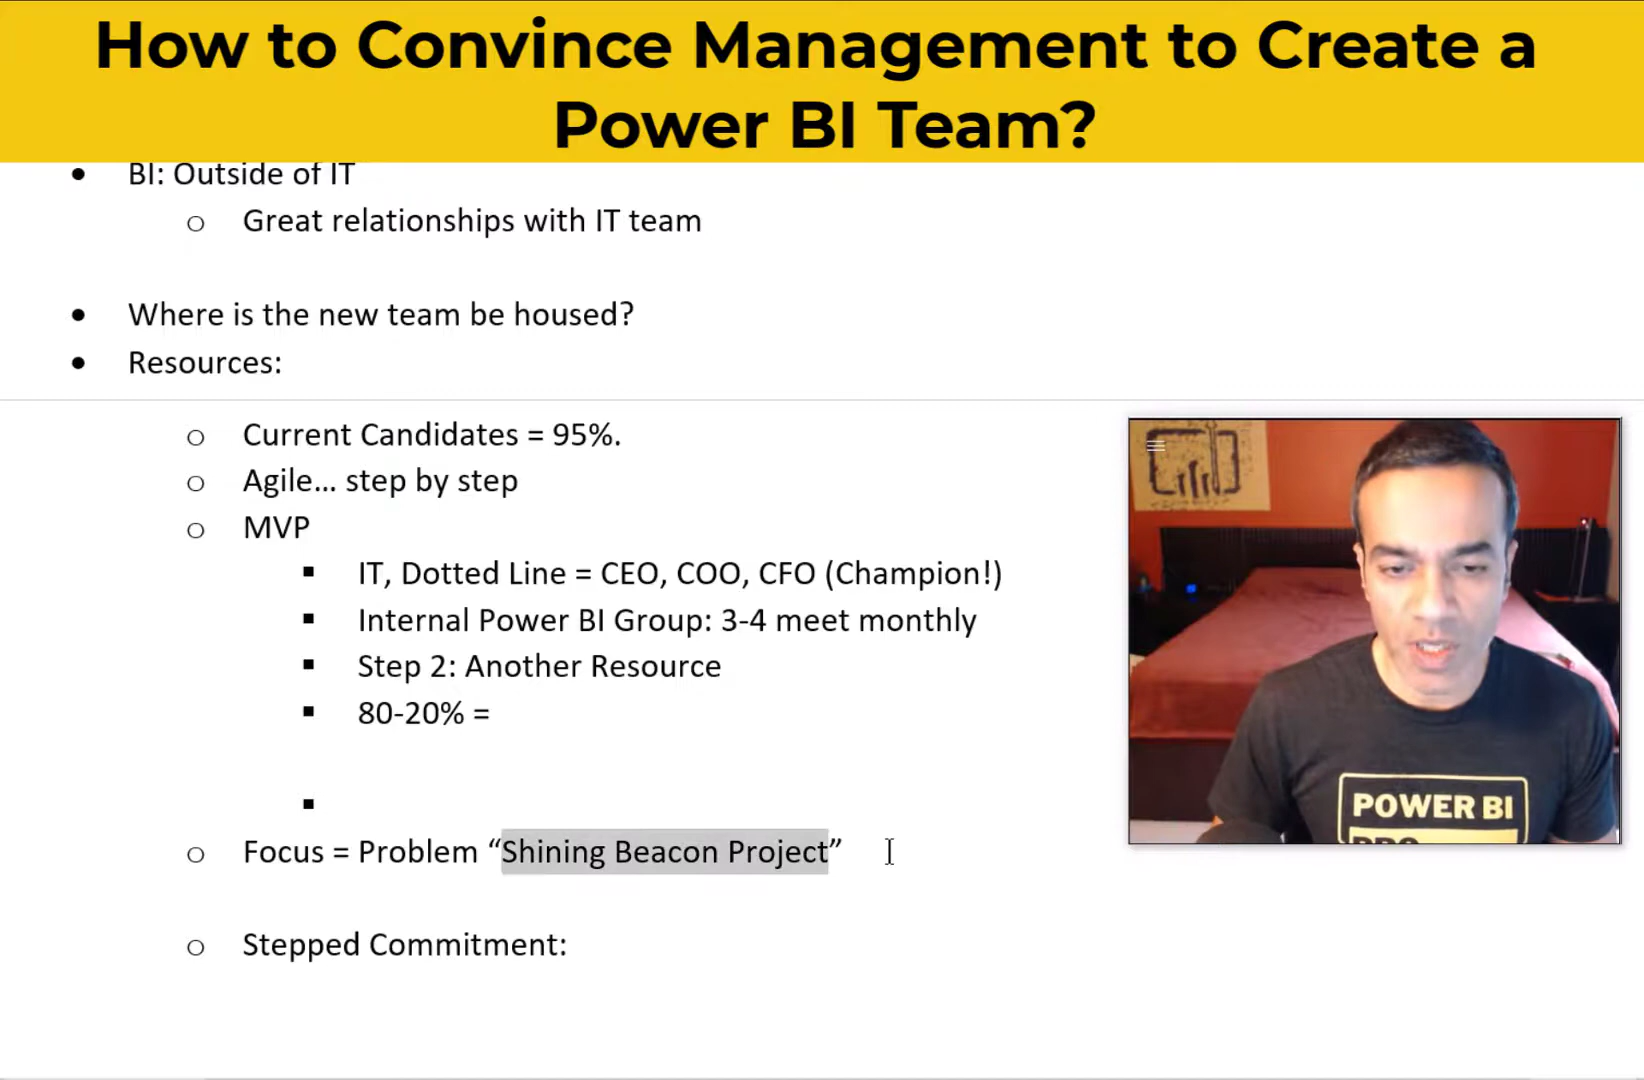 How to Convince Management to Create a
Power BI Team?
• BI: Outside of IT
o Great relationships with IT team
• Where is the new team be housed?
• Resources:
o Current Candidates = 95%.
o Agile... step by step
o MVP
▪ IT, Dotted Line = CEO, COO, CFO (Champion!)
▪ Internal Power BI Group: 3-4 meet monthly
▪ Step 2: Another Resource
▪ 80-20% =
▪
o Focus = Problem “Shining Beacon Project”
o Stepped Commitment:
POWER BI
PRO